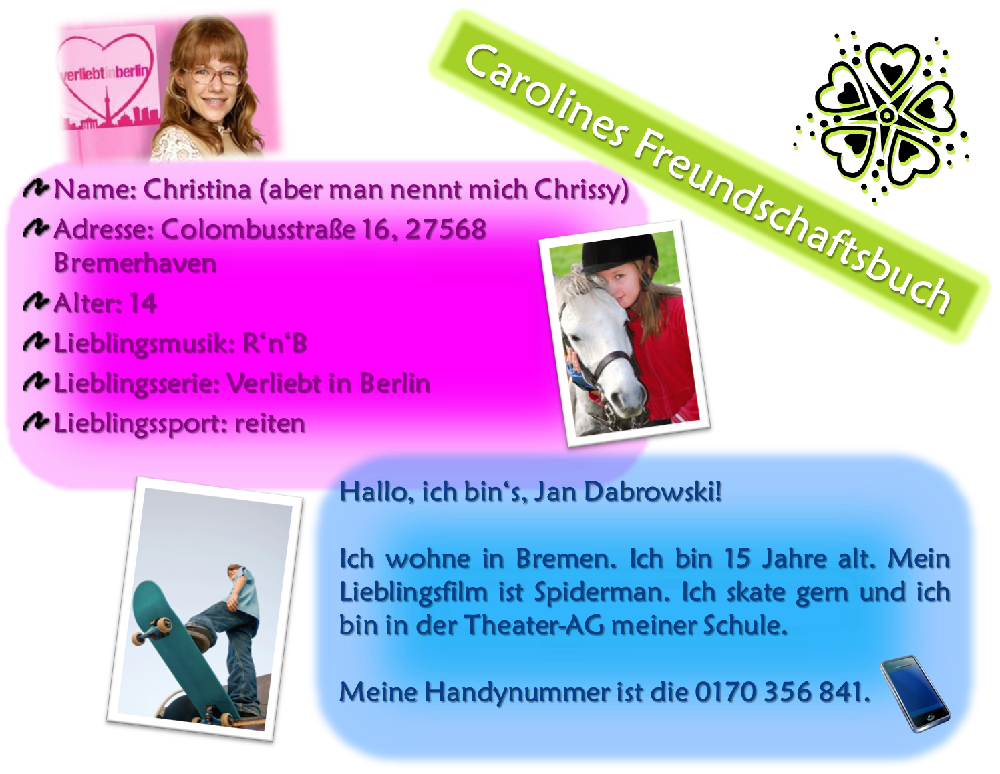 verliebtinberlin
Carolines Freundschaftsbuch
Name: Christina (aber man nennt mich Chrissy)
Adresse: Colombusstraße 16, 27568
Bremerhaven
Alter: 14
Lieblingsmusik: R‘n‘B
Lieblingsserie: Verliebt in Berlin
Lieblingssport: reiten
Hallo, ich bin‘s, Jan Dabrowski!
Ich wohne in Bremen. Ich bin 15 Jahre alt. Mein
Lieblingsfilm ist Spiderman. Ich skate gern und ich
bin in der Theater-AG meiner Schule.
Meine Handynummer ist die 0170 356 841.